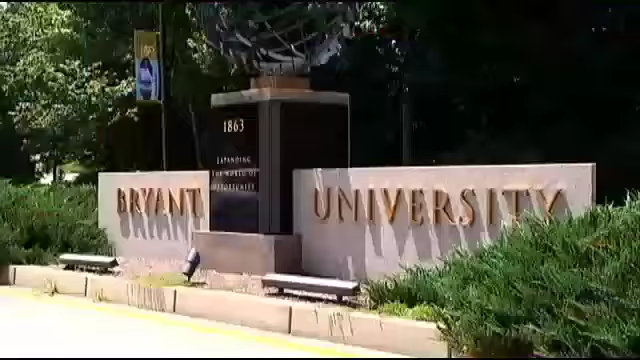 1863
EXPANDING
THE WORLD OF
OPPORTUNITY
BRYANT
UNIVERSITY